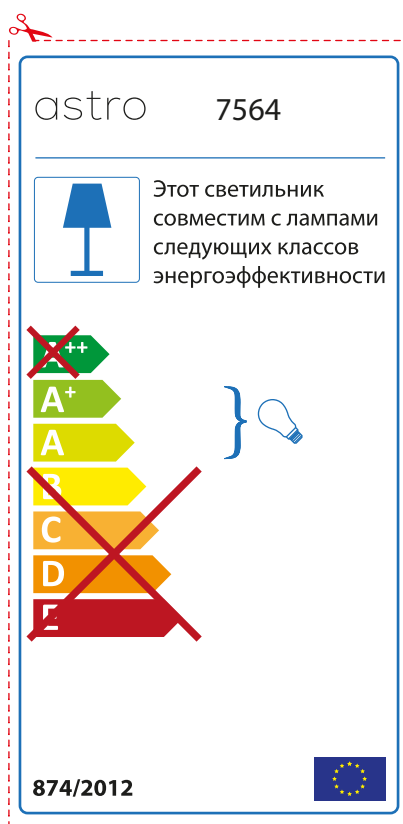 astro 7564
Этот светильник
совместим с лампами
следующих классов
энергоэффективности
A++
A+
A
B
C
D
E
874/2012